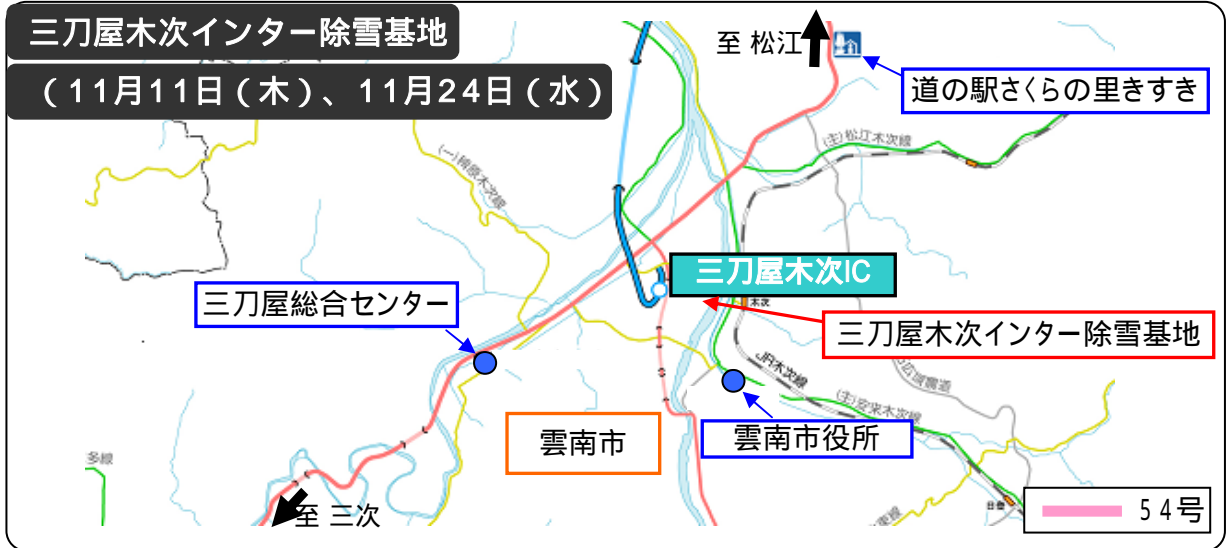 三刀屋木次インター除雪基地
（11月11日（木）、11月24日（水）
至 松江
道の駅さくらの里きすき
(主)松江木次線
三刀屋木次IC
三刀屋総合センター
木次
三刀屋木次インター除雪基地
JR木次線
(主)安来木次線
雲南市
雲南市役所
多線
至 三次
日登
54号